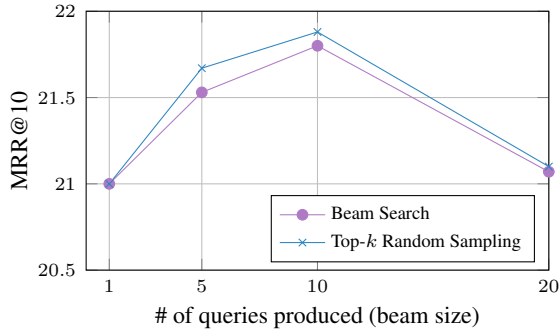 22
21.5
21
20.5
MRR@10
1 5 10 20
# of queries produced (beam size)
Beam Search
Top-k Random Sampling